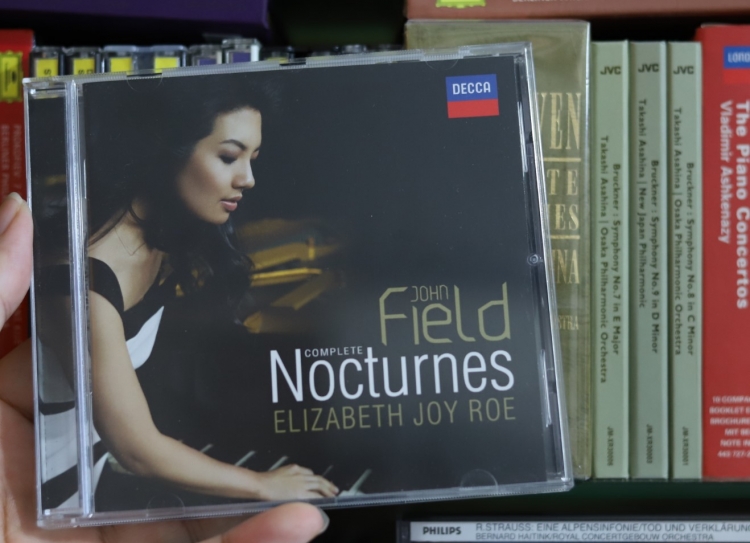 DECCA
JOHN
Field
COMPLETE
NOCTURNES
ELIZABETH JOY ROE
JVC
Bruckner : Symphony No.7 in E Major
Takashi Asahina | Osaka Philharmonic Orchestra
JM-XR24000
JVC
Bruckner : Symphony No.9 in D Minor
Takashi Asahina | New Japan Philharmonic
JVC
Bruckner : Symphony No.8 in C Minor
Takashi Asahina | Osaka Philharmonic Orchestra
The Piano Concertos
Vladimir Ashkenazy
PHILIPS
R.STRAUSS: EINE ALPENSINFONIE/TOD UND VERKLÄRUN
BERNARD HAITINK/ROYAL CONCERTGEBOUW ORCHESTRA